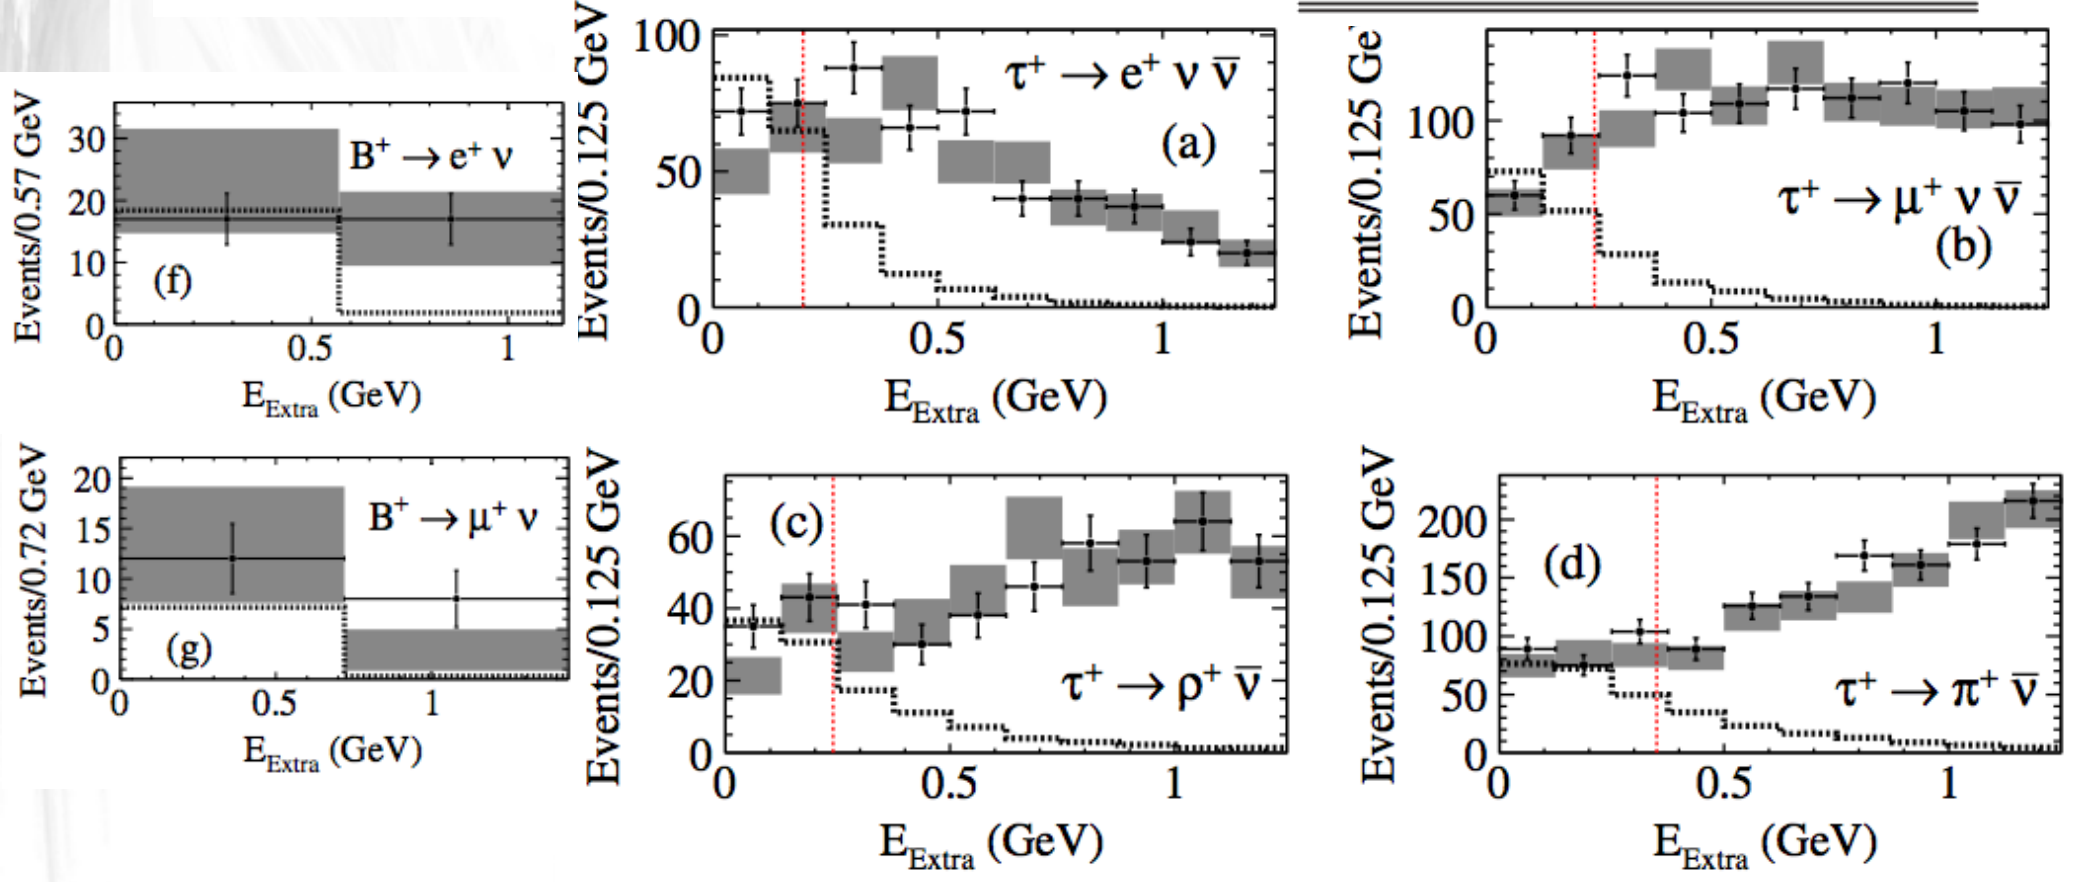 Events/0.57 GeV
30
20
10
0
B⁺ → e⁺ ν
(f)
0 0.5 1
E_Extra (GeV)
Events/0.125 GeV
100
50
0
τ⁺ → e⁺ ν ν̅
(a)
0 0.5 1
E_Extra (GeV)
Events/0.125 Ge
100
50
0
τ⁺ → μ⁺ ν ν̅
(b)
0 0.5 1
E_Extra (GeV)
Events/0.72 GeV
20
15
10
5
0
B⁺ → μ⁺ ν
(g)
0 0.5 1
E_Extra (GeV)
Events/0.125 GeV
60
40
20
0
(c)
τ⁺ → ρ⁺ ν̅
0 0.5 1
E_Extra (GeV)
Events/0.125 GeV
200
150
100
50
0
(d)
τ⁺ → π⁺ ν̅
0 0.5 1
E_Extra (GeV)